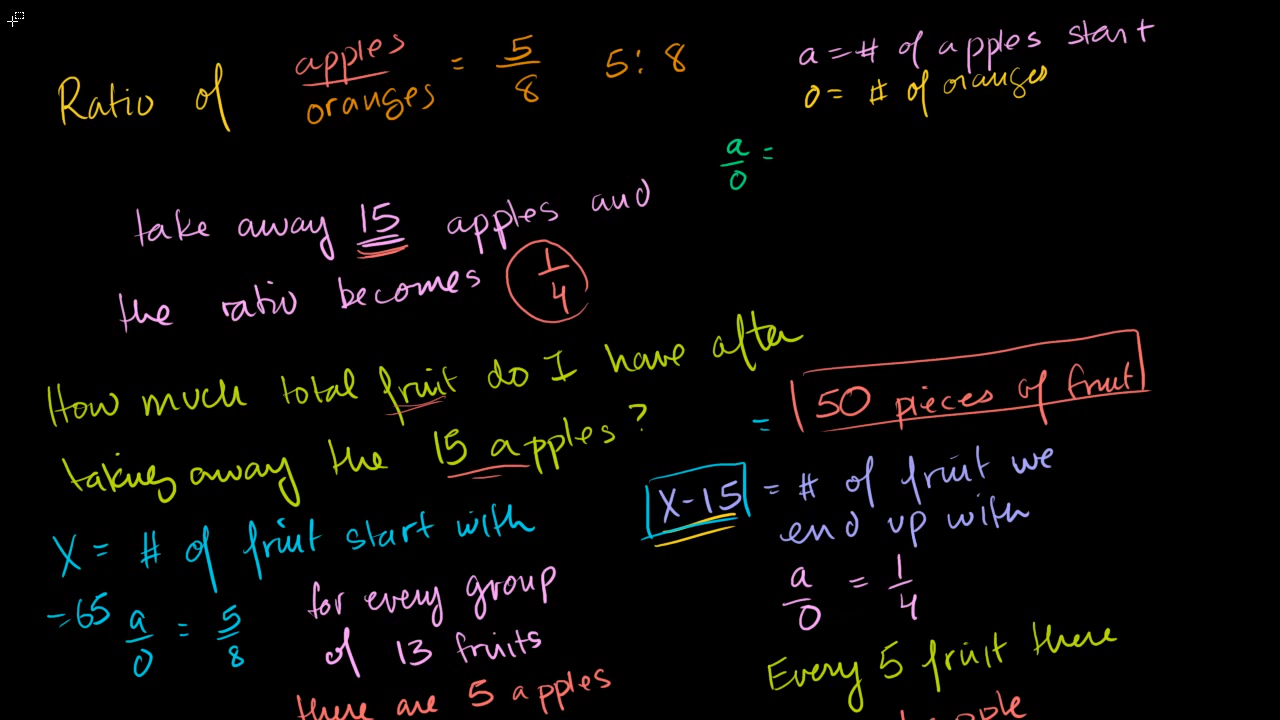 Ratio of apples/oranges = 5/8 5:8
a = # of apples start
o = # of oranges
a/o =
take away 15 apples and
the ratio becomes 1/4
How much total fruit do I have after
taking away the 15 apples?
= 50 pieces of fruit
X = # of fruit start with
= 65 a/o = 5/8
for every group
of 13 fruits
there are 5 apples
X-15 = # of fruit we
end up with
a/o = 1/4
Every 5 fruit there
apple